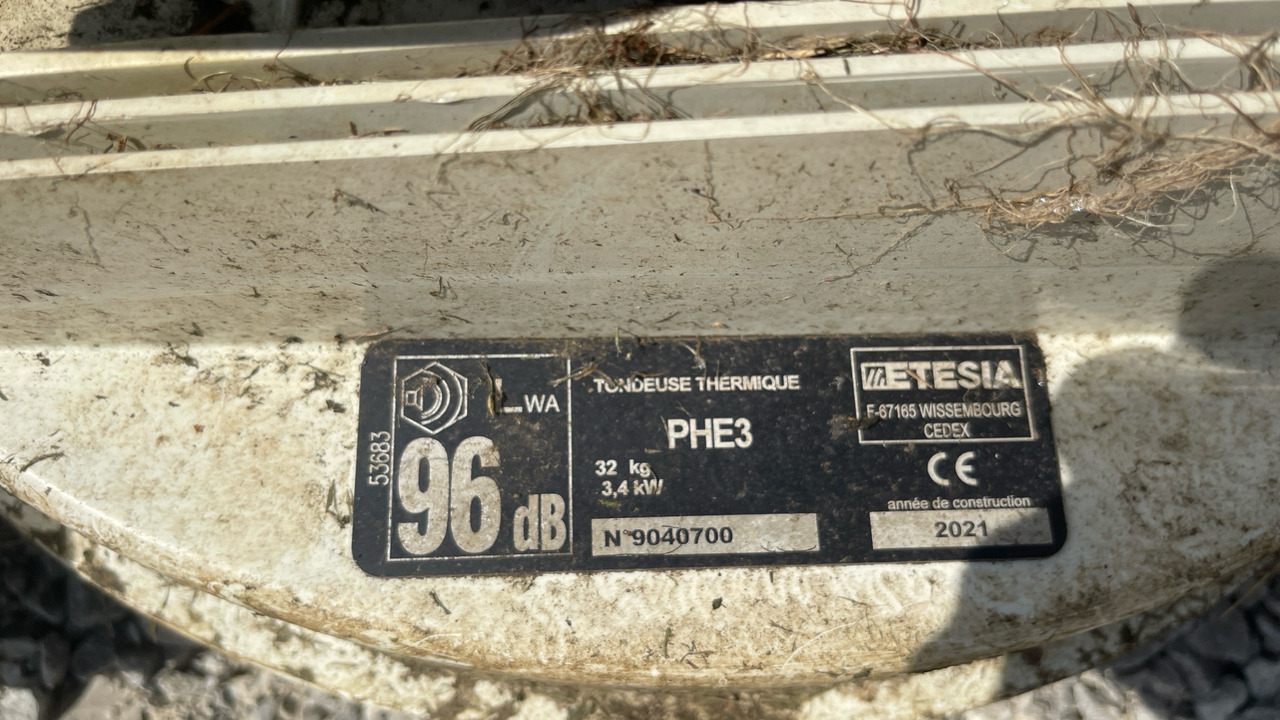 53683
LWA
96 dB
TONDEUSE THERMIQUE
PHE3
32 kg
3,4 kW
N°9040700
ETESIA
F-67165 WISSEMBOURG
CEDEX
CE
année de construction
2021